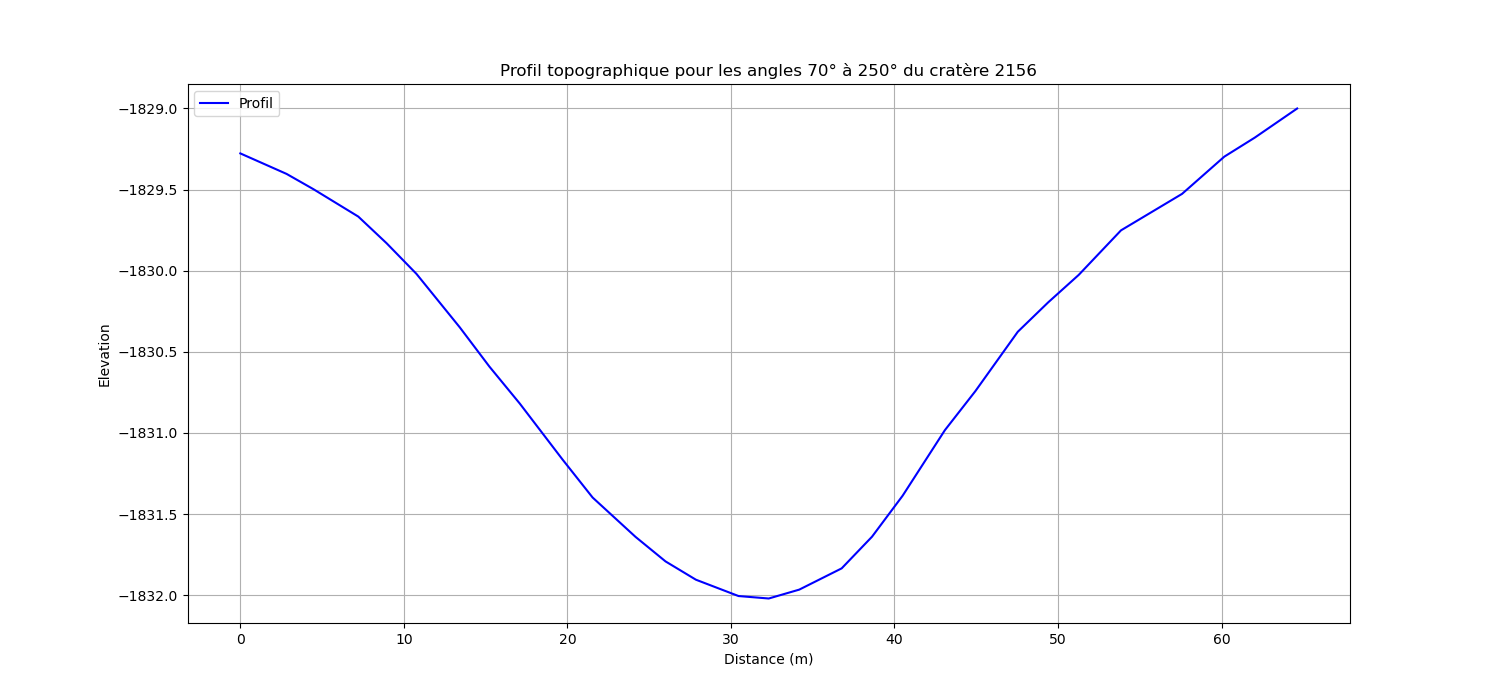 Profil topographique pour les angles 70° à 250° du cratère 2156
Profil
−1829.0
−1829.5
−1830.0
−1830.5
−1831.0
−1831.5
−1832.0
Elevation
0 10 20 30 40 50 60
Distance (m)